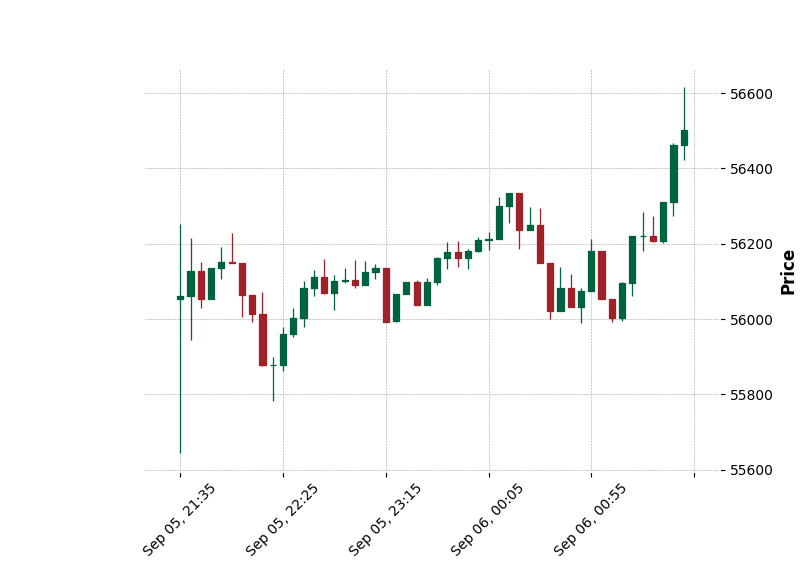 56600
56400
56200
56000
55800
55600
Price
Sep 05, 21:35
Sep 05, 22:25
Sep 05, 23:15
Sep 06, 00:05
Sep 06, 00:55